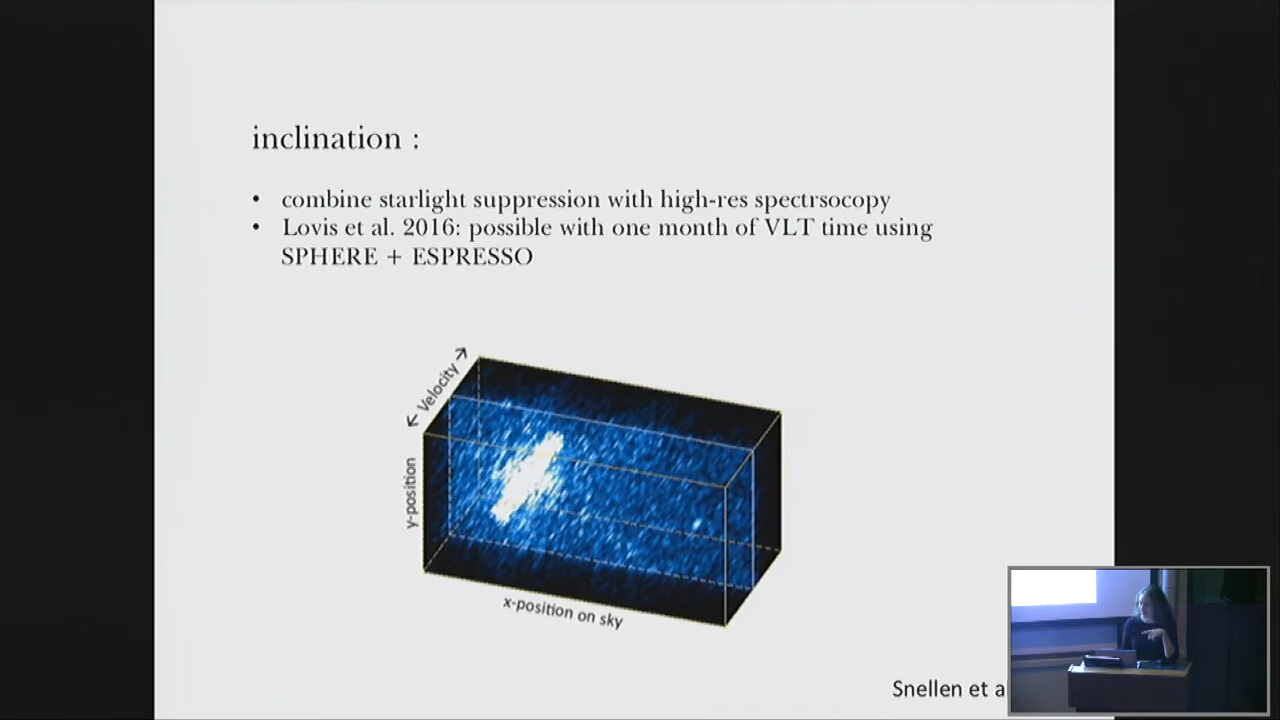 inclination :
• combine starlight suppression with high-res spectrsocopy
• Lovis et al. 2016: possible with one month of VLT time using
SPHERE + ESPRESSO
Velocity
y-position
x-position on sky
Snellen et a